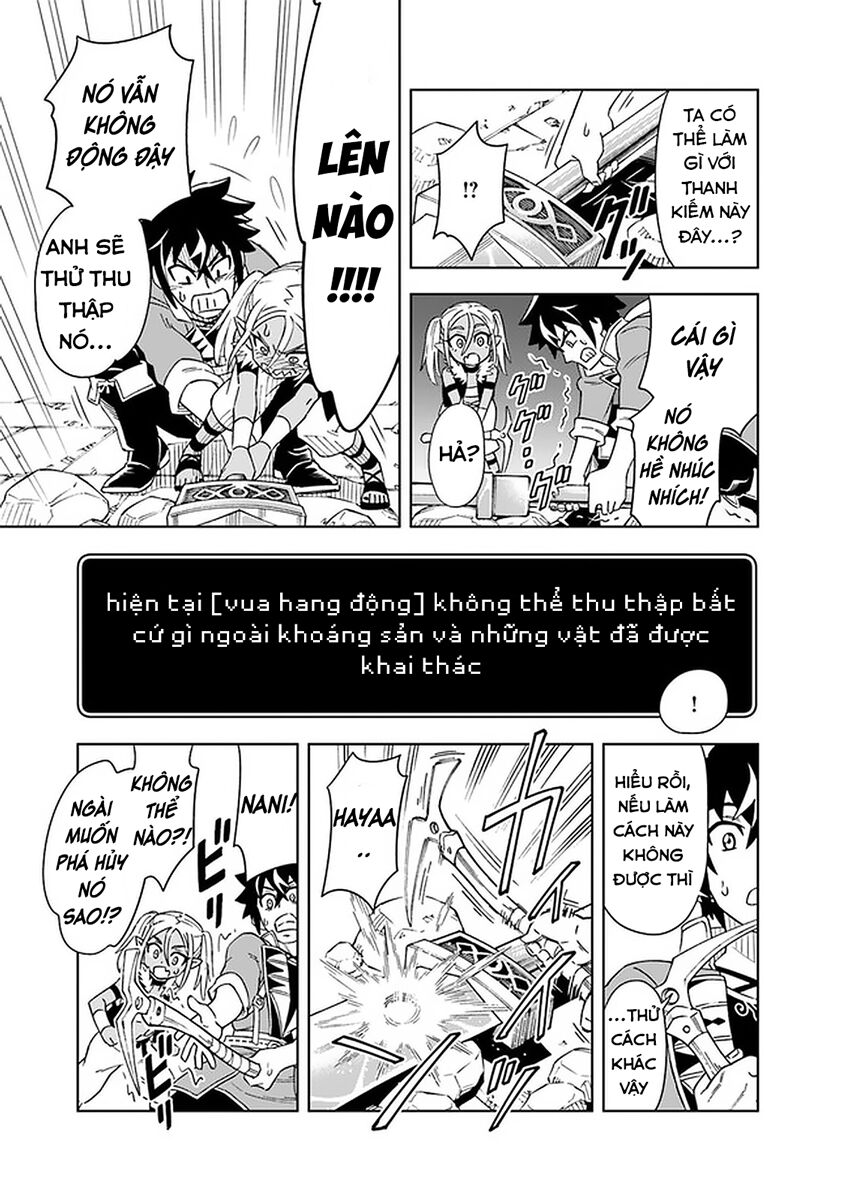 TA CÓ
THỂ LÀM
GÌ VỚI
THANH
KIẾM NÀY
ĐÂY...?
!?
CÁI GÌ
VẬY
NÓ
KHÔNG
HỀ NHÚC
NHÍCH!
HẢ?
グッ
グッ
LÊN
NÀO
!!!!
NÓ VẪN
KHÔNG
ĐỘNG ĐẬY
ANH SẼ
THỬ THU
THẬP
NÓ...
hiện tại [vua hang động] không thể thu thập bất
cứ gì ngoài khoáng sản và những vật đã được
khai thác
!
HIỂU RỒI,
NẾU LÀM
CÁCH NÀY
KHÔNG
ĐƯỢC THÌ
...THỬ
CÁCH
KHÁC
VẬY
HAYAA
..
NANI!
KHÔNG
THỂ
NÀO?!
NGÀI
MUỐN
PHÁ HỦY
NÓ
SAO!?